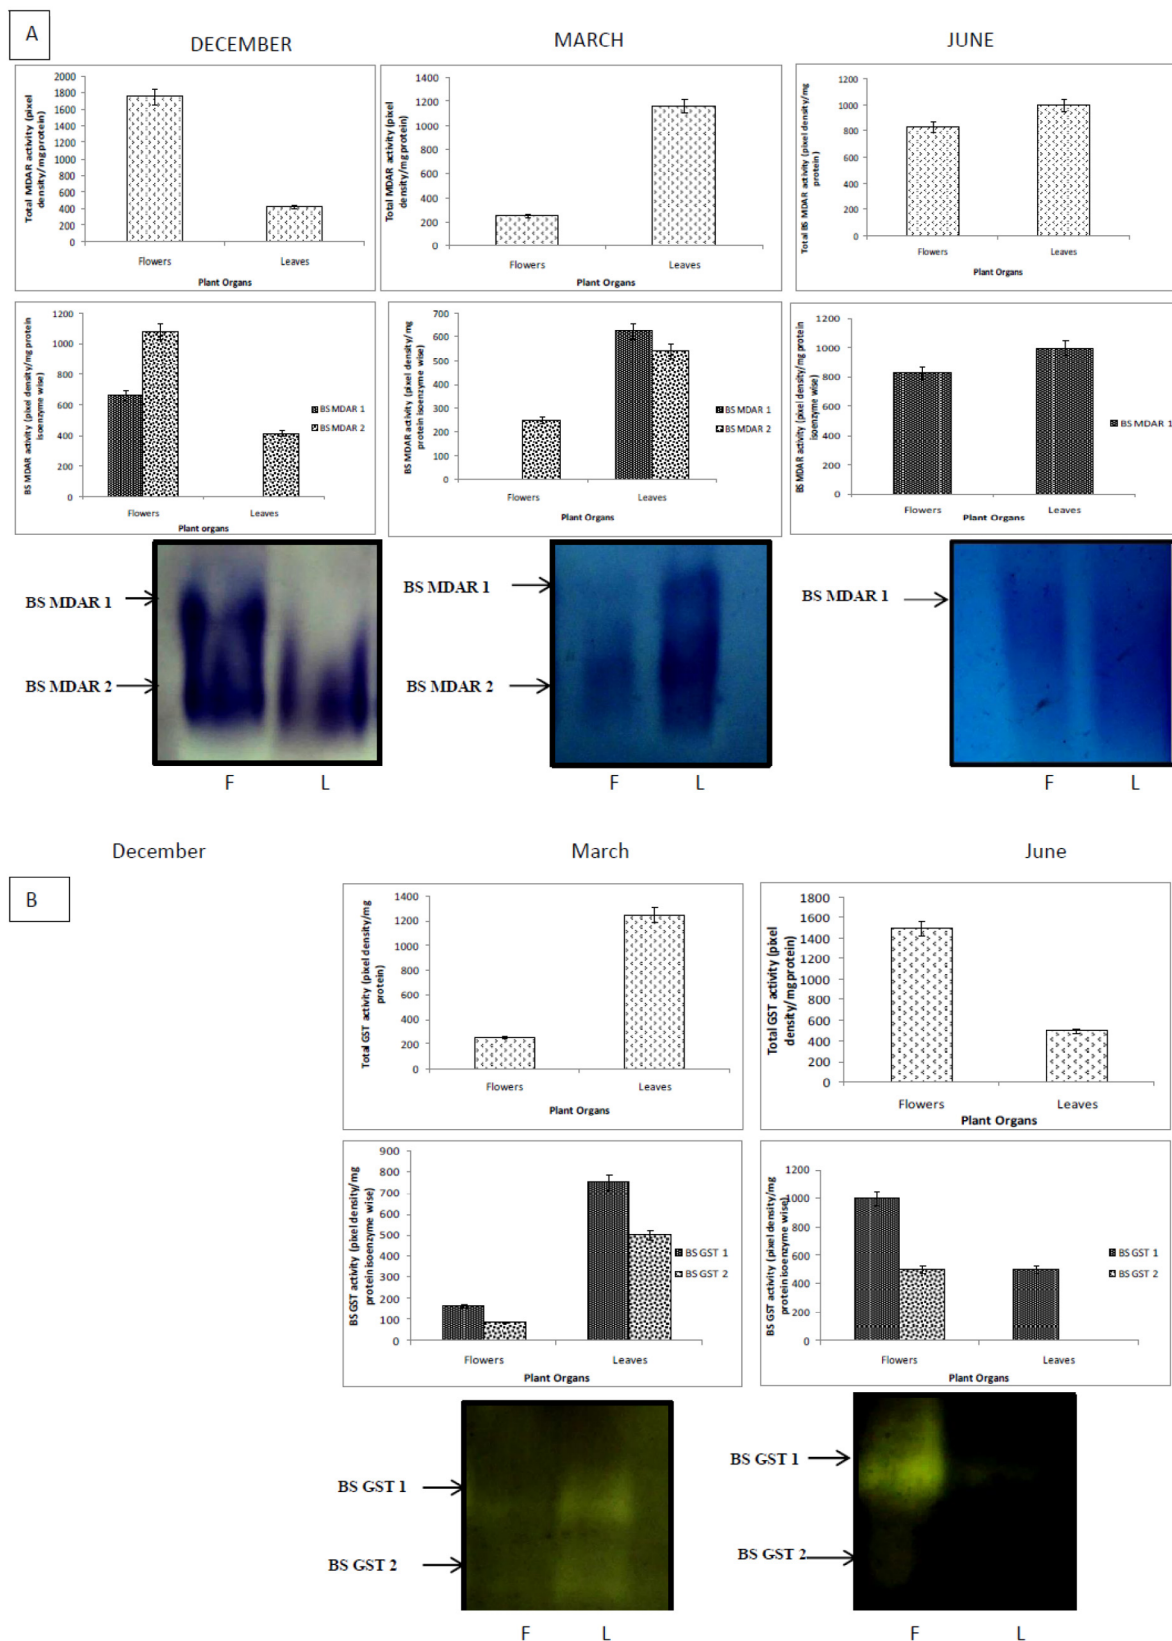 A
DECEMBER
MARCH
JUNE
Total MDAR activity (pixel
density/mg protein)
2000
1800
1600
1400
1200
1000
800
600
400
200
0
Flowers
Leaves
Plant Organs
Total MDAR activity (pixel
density/mg protein)
1400
1200
1000
800
600
400
200
0
Flowers
Leaves
Plant Organs
Total BS MDAR activity (pixel density/mg
protein)
1200
1000
800
600
400
200
0
Flowers
Leaves
Plant Organs
BS MDAR activity (pixel density/mg protein
isoenzyme wise)
1200
1000
800
600
400
200
0
Flowers
Leaves
Plant organs
BS MDAR 1
BS MDAR 2
BS MDAR activity (pixel density/mg
protein isoenzyme wise)
700
600
500
400
300
200
100
0
Flowers
Leaves
Plant Organs
BS MDAR 1
BS MDAR 2
BS MDAR activity (pixel density/mg protein
isoenzyme wise)
1200
1000
800
600
400
200
0
Flowers
Leaves
Plant Organs
BS MDAR 1
BS MDAR 1
BS MDAR 2
F L
BS MDAR 1
BS MDAR 2
F L
BS MDAR 1
F L
December
March
June
B
Total GST activity (pixel density/mg
protein)
1400
1200
1000
800
600
400
200
0
Flowers
Leaves
Plant Organs
Total GST activity (pixel
density/mg protein)
1800
1600
1400
1200
1000
800
600
400
200
0
Flowers
Leaves
Plant Organs
BS GST activity (pixel density/mg
protein isoenzyme wise)
900
800
700
600
500
400
300
200
100
0
Flowers
Leaves
Plant Organs
BS GST 1
BS GST 2
BS GST activity (pixel density/mg
protein isoenzyme wise)
1200
1000
800
600
400
200
0
Flowers
Leaves
Plant Organs
BS GST 1
BS GST 2
BS GST 1
BS GST 2
F L
BS GST 1
BS GST 2
F L